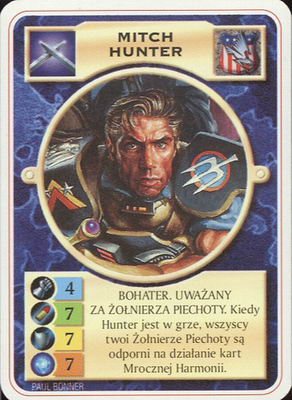 MITCH
HUNTER
4
7
7
7
BOHATER. UWAŻANY
ZA ŻOŁNIERZA PIECHOTY. Kiedy
Hunter jest w grze, wszyscy
twoi Żołnierze Piechoty są
odporni na działanie kart
Mrocznej Harmonii.
PAUL BONNER